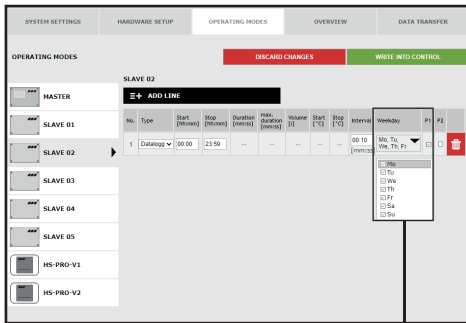 SYSTEM SETTINGS HARDWARE SETUP OPERATING MODES OVERVIEW DATA TRANSFER
OPERATING MODES DISCARD CHANGES WRITE INTO CONTROL
SLAVE 02
ADD LINE
MASTER
SLAVE 01
SLAVE 02
SLAVE 03
SLAVE 04
SLAVE 05
HS-PRO-V1
HS-PRO-V2
No. Type Start [hh:mm] Stop [hh:mm] Duration [mm:ss] max. duration [mm:ss] Volume [l] Start [°C] Stop [°C] Interval Weekday P1 P2
1 Datalogg 00:00 23:59 -- -- -- -- -- 00:10 [mm:ss] Mo, Tu, We, Th, Fr
Mo
Tu
We
Th
Fr
Sa
Su